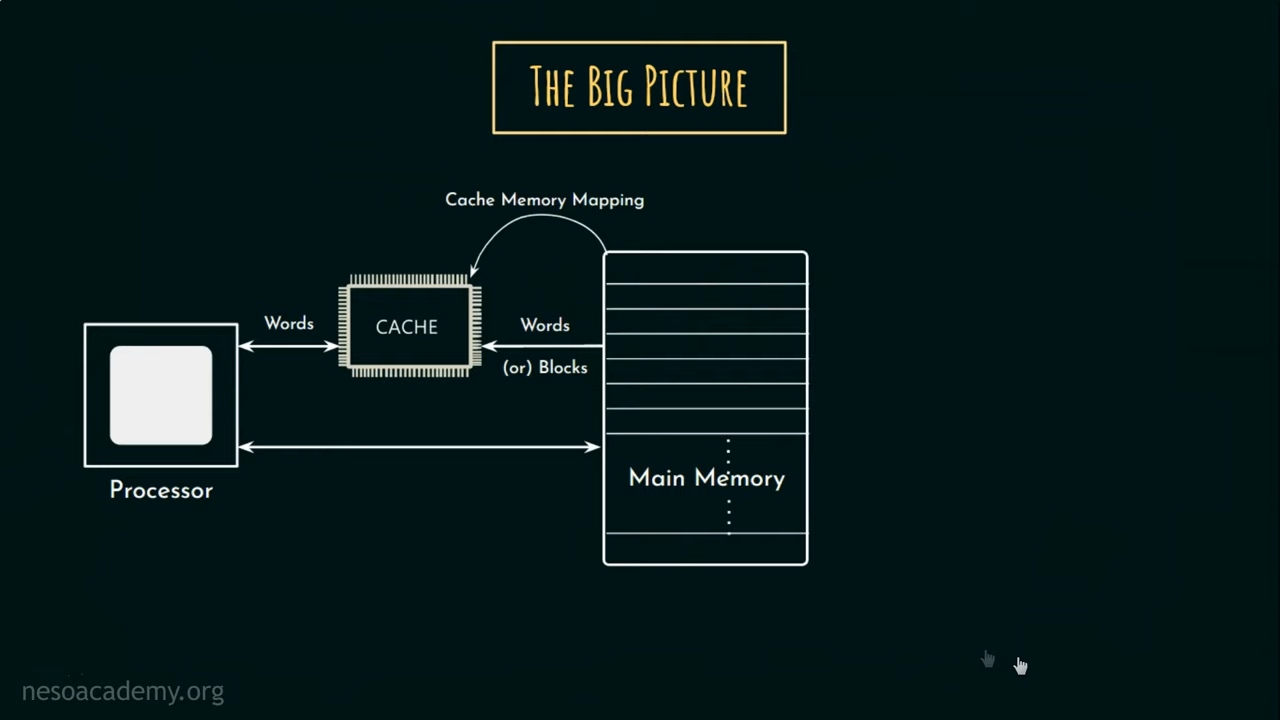 The Big Picture
Cache Memory Mapping
Words
CACHE
Words
(or) Blocks
Main Memory
Processor
nesoacademy.org